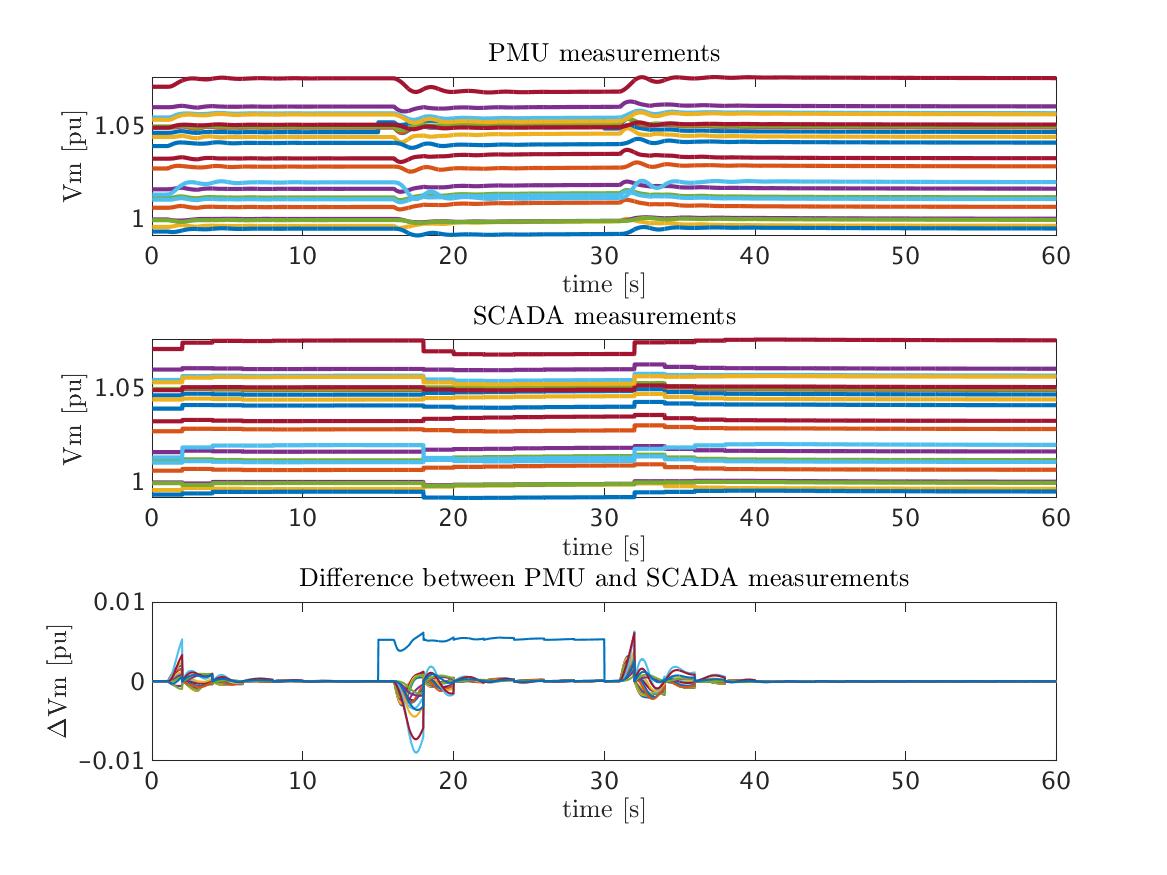 PMU measurements
1.05
1
Vm [pu]
0 10 20 30 40 50 60
time [s]
SCADA measurements
1.05
1
Vm [pu]
0 10 20 30 40 50 60
time [s]
Difference between PMU and SCADA measurements
0.01
0
-0.01
ΔVm [pu]
0 10 20 30 40 50 60
time [s]